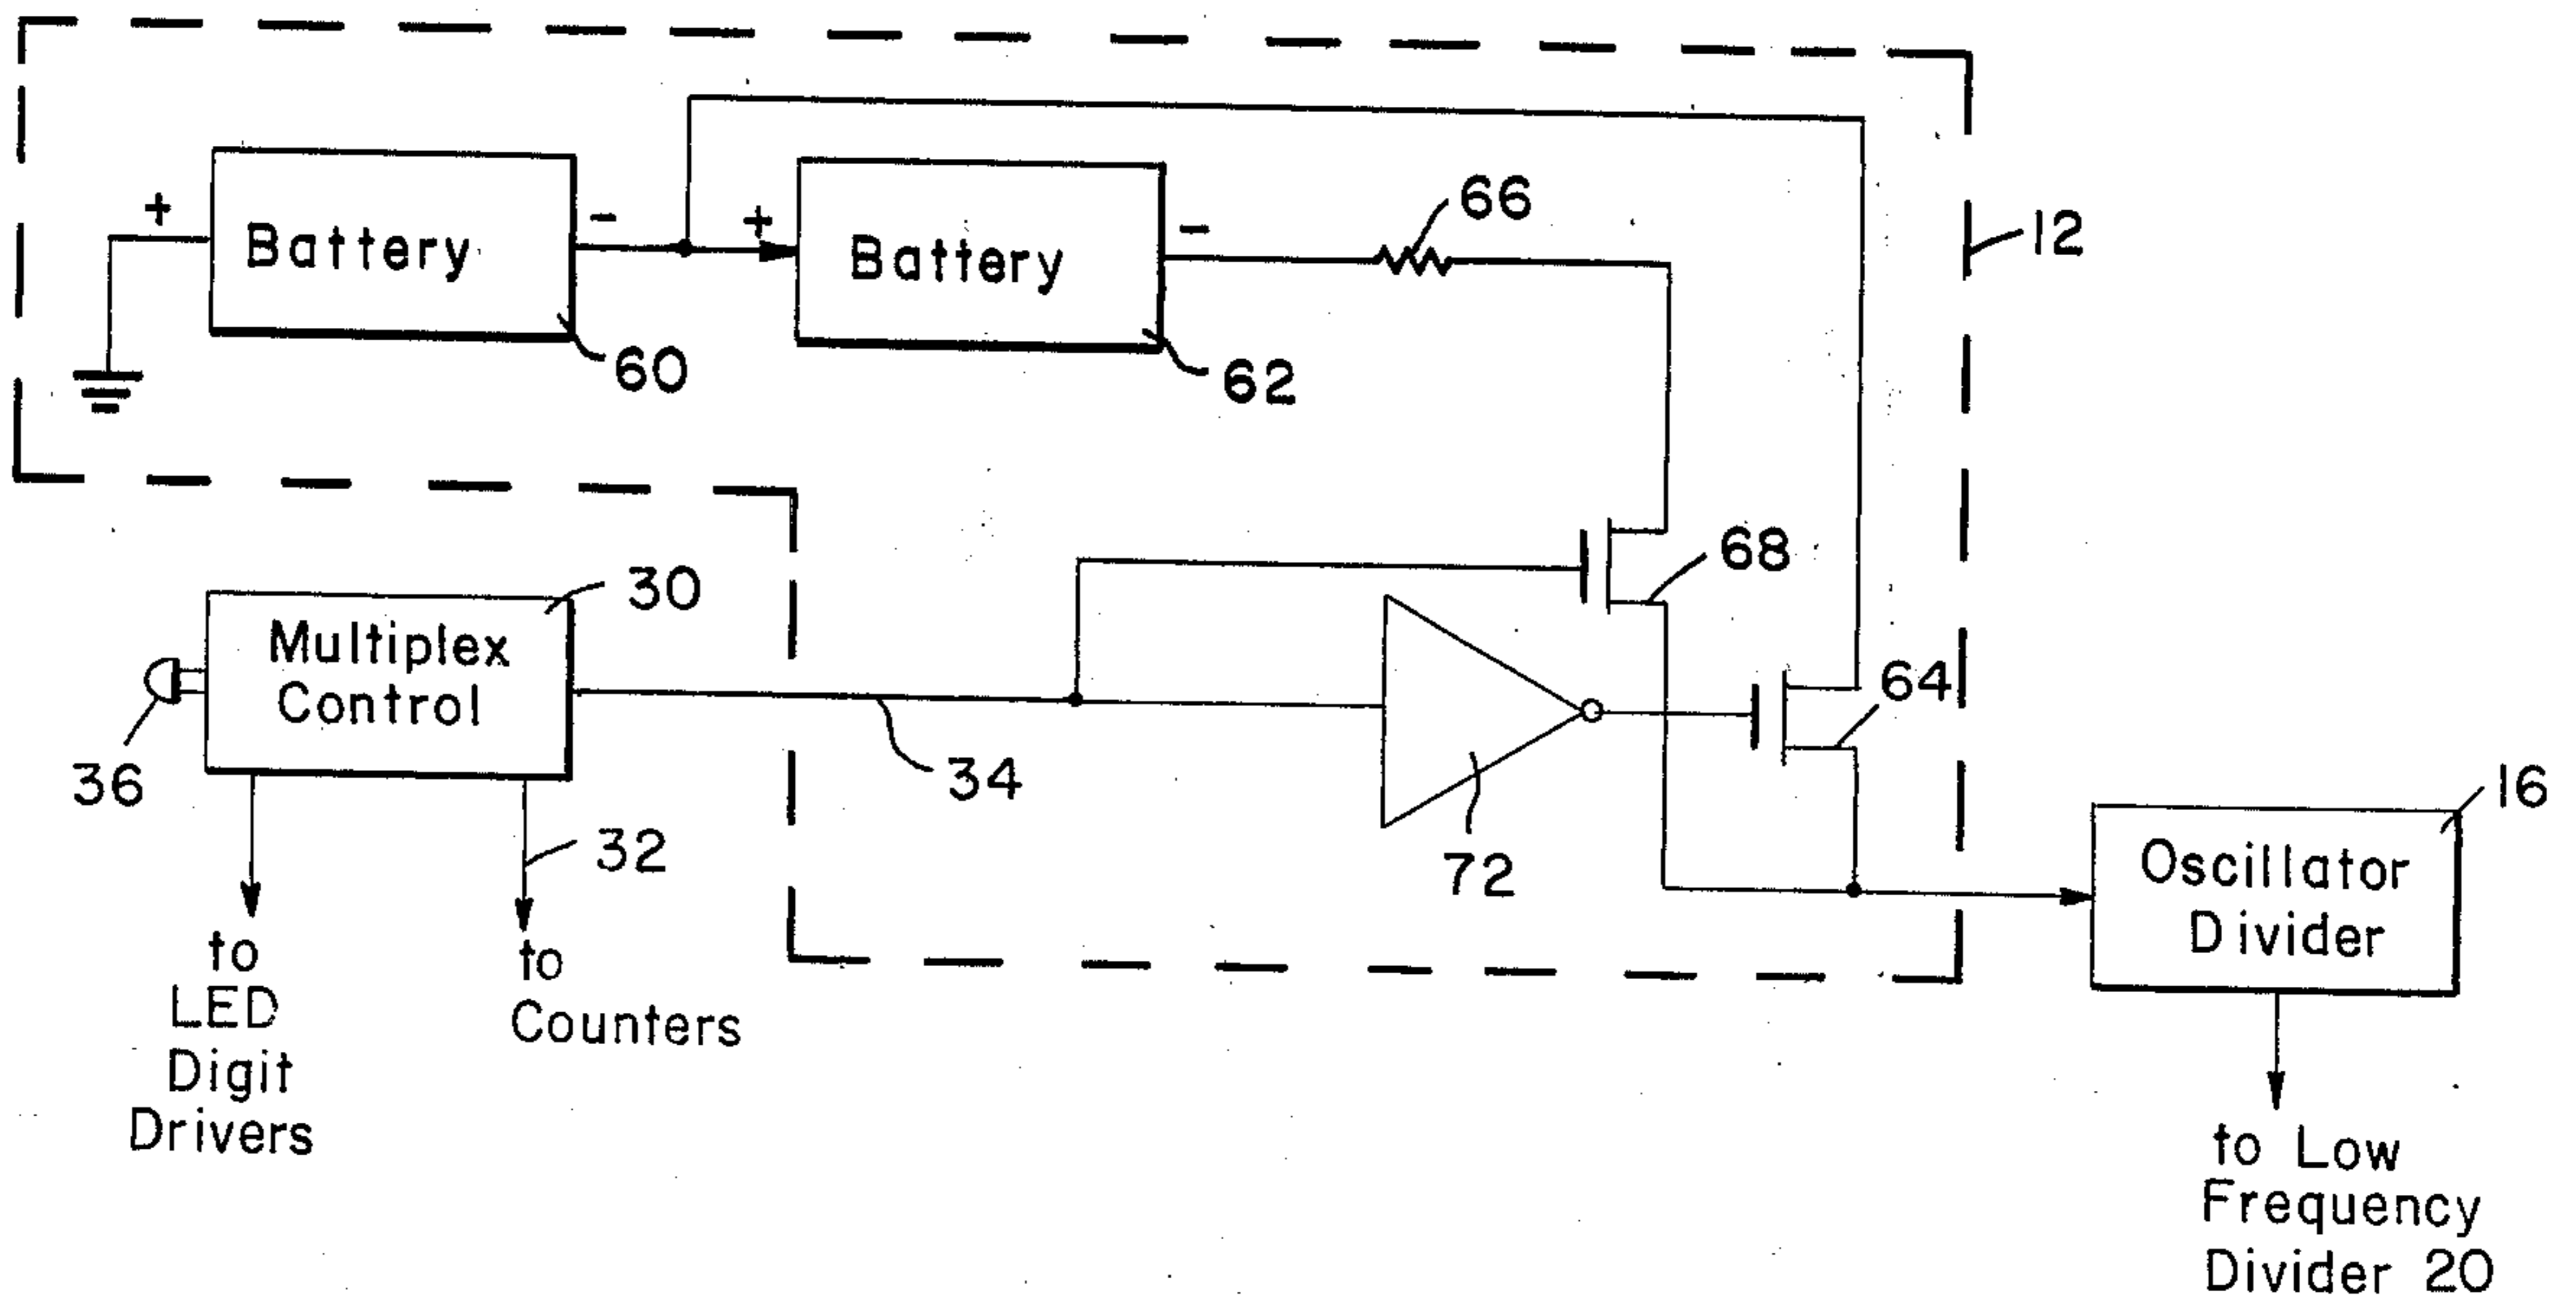 +
Battery
-
60
+
Battery
-
62
66
12
68
64
30
Multiplex
Control
36
34
72
32
16
Oscillator
Divider
to
LED
Digit
Drivers
to
Counters
to Low
Frequency
Divider 20